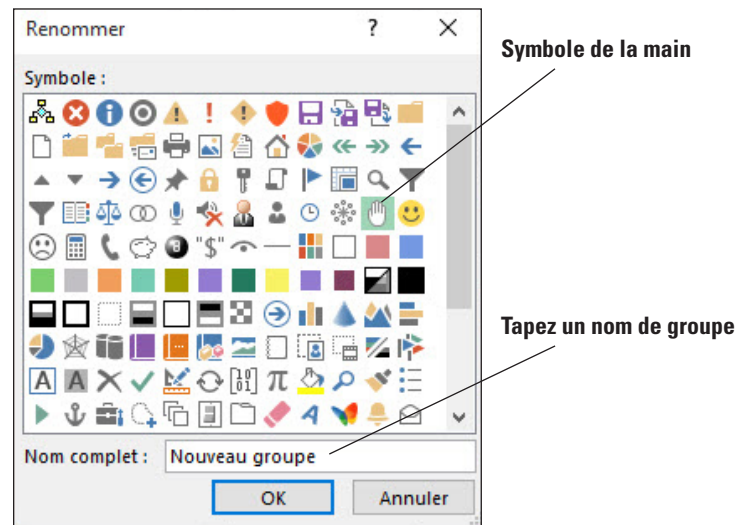 Renommer ? ×
Symbole de la main
Symbole :
"$"
Tapez un nom de groupe
Nom complet : Nouveau groupe
OK Annuler